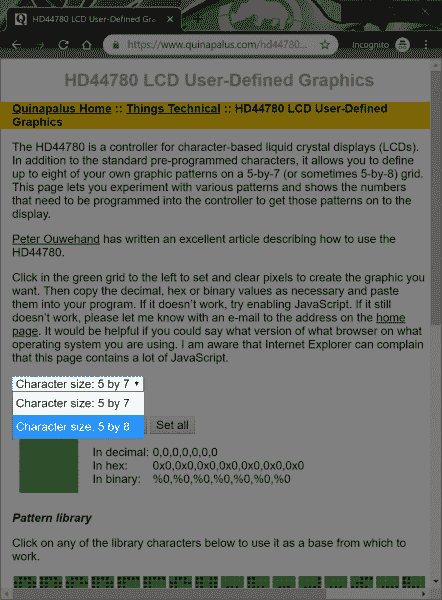 HD44780 LCD User-Defined Gra
https://www.quinapalus.com/hd44780...
Incognito
HD44780 LCD User-Defined Graphics
Quinapalus Home :: Things Technical :: HD44780 LCD User-Defined
Graphics
The HD44780 is a controller for character-based liquid crystal displays (LCDs).
In addition to the standard pre-programmed characters, it allows you to define
up to eight of your own graphic patterns on a 5-by-7 (or sometimes 5-by-8) grid.
This page lets you experiment with various patterns and shows the numbers
that need to be programmed into the controller to get those patterns on to
the display.
Peter Ouwehand has written an excellent article describing how to use the
HD44780.
Click in the green grid to the left to set and clear pixels to create the graphic you
want. Then copy the decimal, hex or binary values as necessary and paste
them into your program. If it doesn't work, try enabling JavaScript. If it still
doesn't work, please let me know with an e-mail to the address on the home
page. It would be helpful if you could say what version of what browser on what
operating system you are using. I am aware that Internet Explorer can complain
that this page contains a lot of JavaScript.
Character size: 5 by 7
Character size: 5 by 7
Character size: 5 by 8
Set all
In decimal: 0,0,0,0,0,0,0
In hex: 0x0,0x0,0x0,0x0,0x0,0x0,0x0
In binary: %0,%0,%0,%0,%0,%0,%0
Pattern library
Click on any of the library characters below to use it as a base from which to
work.